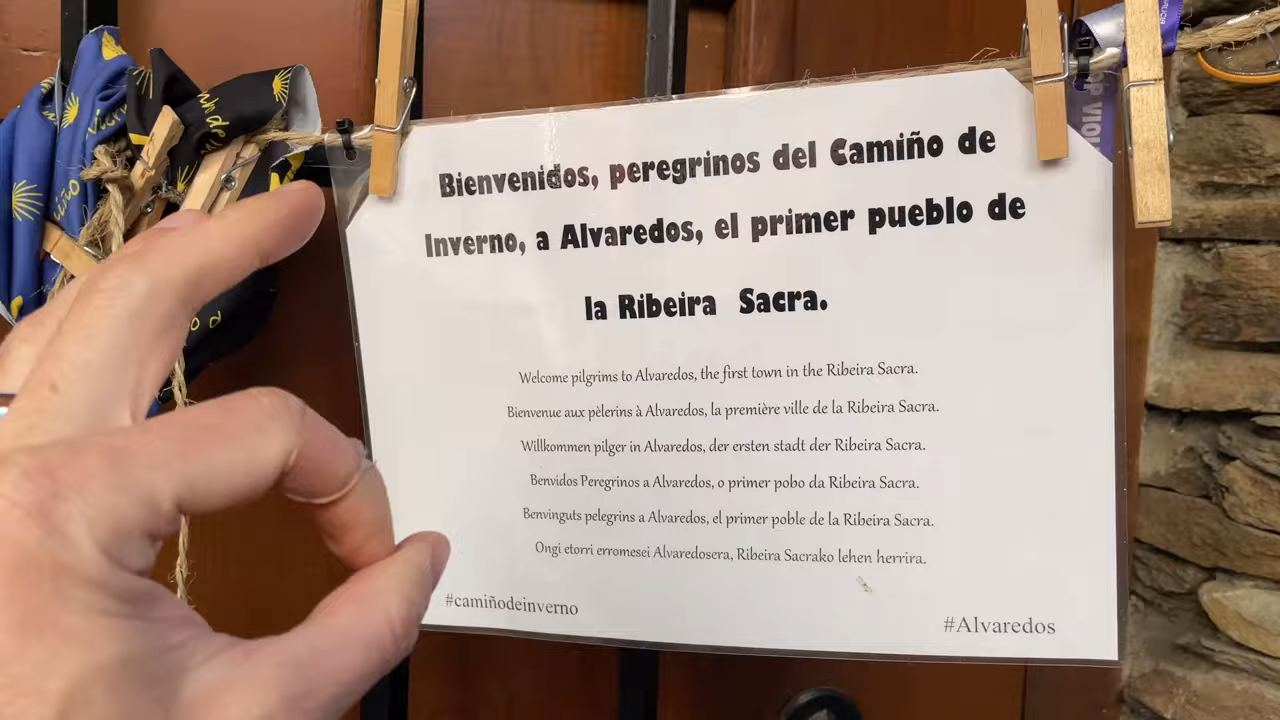 Bienvenidos, peregrinos del Camiño de
Inverno, a Alvaredos, el primer pueblo de
la Ribeira Sacra.
Welcome pilgrims to Alvaredos, the first town in the Ribeira Sacra.
Bienvenue aux pèlerins à Alvaredos, la première ville de la Ribeira Sacra.
Willkommen pilger in Alvaredos, der ersten stadt der Ribeira Sacra.
Benvidos Peregrinos a Alvaredos, o primer pobo da Ribeira Sacra.
Benvinguts pelegrins a Alvaredos, el primer poble de la Ribeira Sacra.
Ongi etorri erromesei Alvaredosera, Ribeira Sacrako lehen herrira.
#camiñodeinverno
#Alvaredos